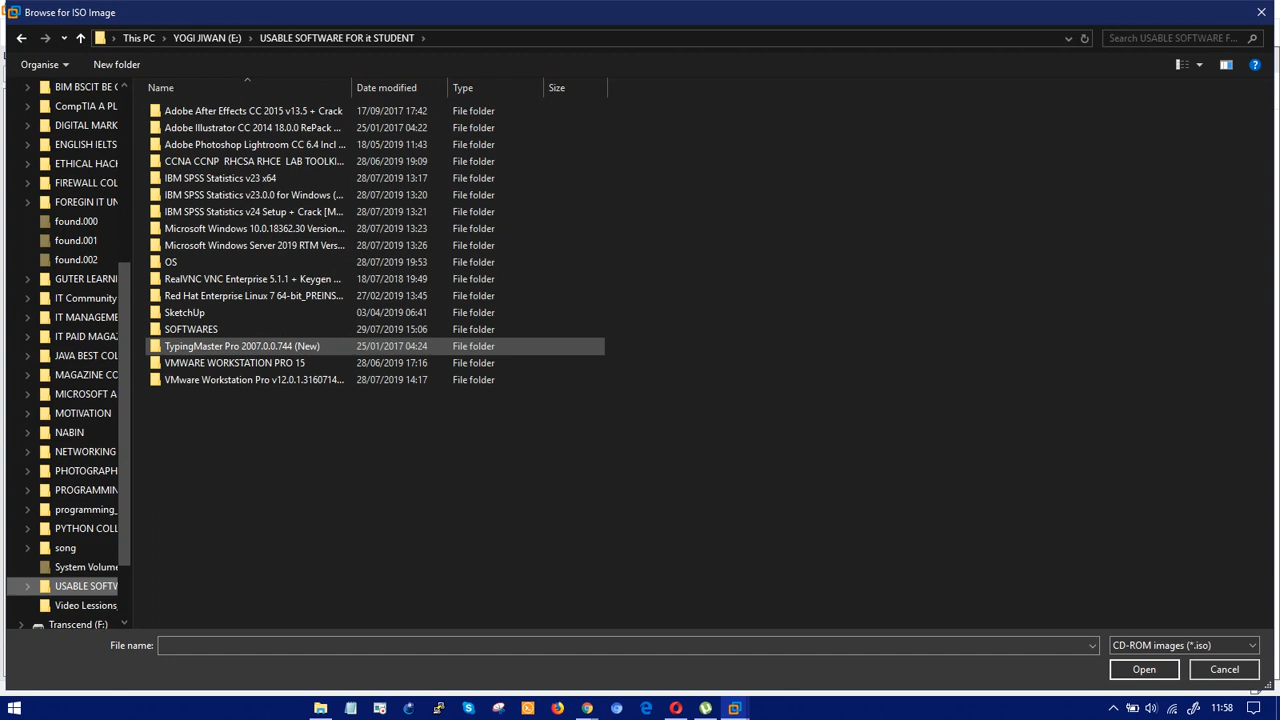 Browse for ISO Image
This PC > YOGI JIWAN (E:) > USABLE SOFTWARE FOR it STUDENT >
Search USABLE SOFTWARE F...
Organise
New folder
Name Date modified Type Size
BIM BSCIT BE C
CompTIA A PL
DIGITAL MARK
ENGLISH IELTS
ETHICAL HACK
FIREWALL COL
FOREGIN IT UN
found.000
found.001
found.002
GUTER LEARNI
IT Community
IT MANAGEME
IT PAID MAGA
JAVA BEST COL
MAGAZINE CO
MICROSOFT A
MOTIVATION
NABIN
NETWORKING
PHOTOGRAPH
PROGRAMMIN
programming_
PYTHON COLL
song
System Volume
USABLE SOFTW
Video Lessions
Transcend (F:)
Adobe After Effects CC 2015 v13.5 + Crack 17/09/2017 17:42 File folder
Adobe Illustrator CC 2014 18.0.0 RePack ... 25/01/2017 04:22 File folder
Adobe Photoshop Lightroom CC 6.4 Incl ... 18/05/2019 11:43 File folder
CCNA CCNP RHCSA RHCE LAB TOOLKI... 28/06/2019 19:09 File folder
IBM SPSS Statistics v23 x64 28/07/2019 13:17 File folder
IBM SPSS Statistics v23.0.0 for Windows (... 28/07/2019 13:20 File folder
IBM SPSS Statistics v24 Setup + Crack [M... 28/07/2019 13:21 File folder
Microsoft Windows 10.0.18362.30 Version... 28/07/2019 13:23 File folder
Microsoft Windows Server 2019 RTM Vers... 28/07/2019 13:26 File folder
OS 28/07/2019 19:53 File folder
RealVNC VNC Enterprise 5.1.1 + Keygen ... 18/07/2018 19:49 File folder
Red Hat Enterprise Linux 7 64-bit_PREINS... 27/02/2019 13:45 File folder
SketchUp 03/04/2019 06:41 File folder
SOFTWARES 29/07/2019 15:06 File folder
TypingMaster Pro 2007.0.0.744 (New) 25/01/2017 04:24 File folder
VMWARE WORKSTATION PRO 15 28/06/2019 17:16 File folder
VMware Workstation Pro v12.0.1.3160714... 28/07/2019 14:17 File folder
File name:
CD-ROM images (*.iso)
Open
Cancel
11:58